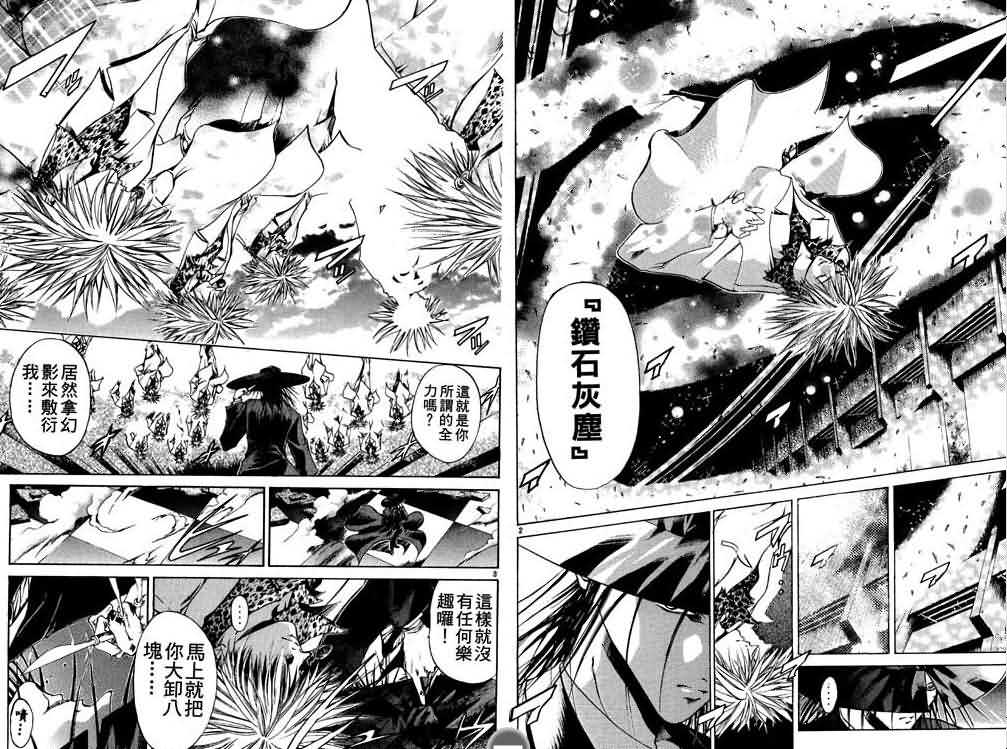 『鑽石灰塵』
2
這就是你
所謂的全
力嗎？
居然拿幻
影來敷衍
我……
3
這樣就沒
有任何樂
趣囉！
……
馬上就把
你大卸八
塊……
……